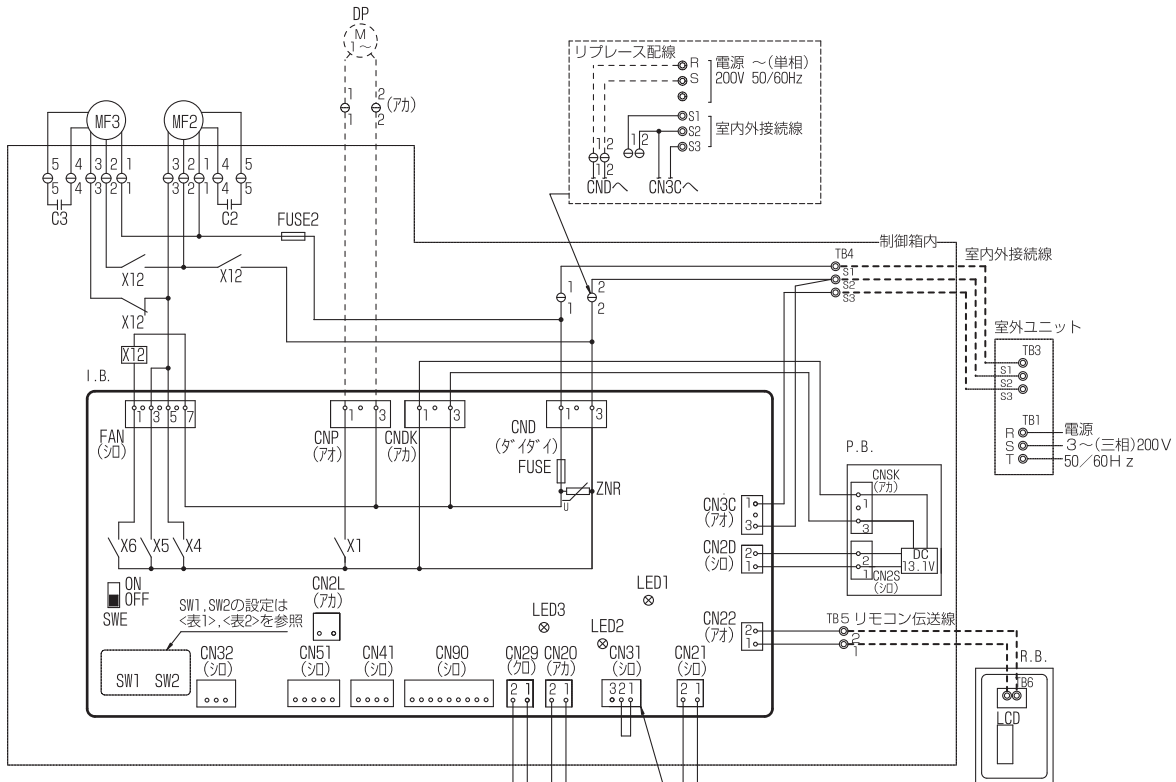 DP
M
1～
1 2 (アカ)
1 2
リプレース配線
R 電源 ～(単相)
S 200V 50/60Hz
S1
S2 室内外接続線
S3
1 2 1 2
1 2
CNDへ CN3Cへ
MF3 MF2
5 4 3 2 1 3 2 1 4 5
5 4 3 2 1 3 2 1 4 5
C3 C2
FUSE2
制御箱内
TB4 室内外接続線
S1
S2
S3
X12 X12
1 2
1 2
X12
X12
室外ユニット
TB3
S1
S2
S3
TB1
R 電源
S 3～(三相)200V
T 50/60Hz
I.B.
1 3 5 7
FAN
(シロ)
1 3
CNP
(アオ)
1 3
CNDK
(アカ)
1 3
CND
(ダイダイ)
FUSE
ZNR
U
P.B.
CNSK
(アカ)
1
3
2
1
CN2S
(シロ)
DC
13.1V
CN3C
(アオ)
1
3
CN2D
(シロ)
2
1
X6 X5 X4 X1
ON
OFF
SWE
SW1,SW2の設定は
<表1>,<表2>を参照
SW1 SW2
CN2L
(アカ)
LED1
LED3
LED2
CN22
(アオ)
2
1
TB5 リモコン伝送線
2
1
R.B.
TB6
LCD
CN32
(シロ)
CN51
(シロ)
CN41
(シロ)
CN90
(シロ)
CN29
(クロ)
2 1
CN20
(アカ)
2 1
CN31
(シロ)
3 2 1
CN21
(シロ)
2 1